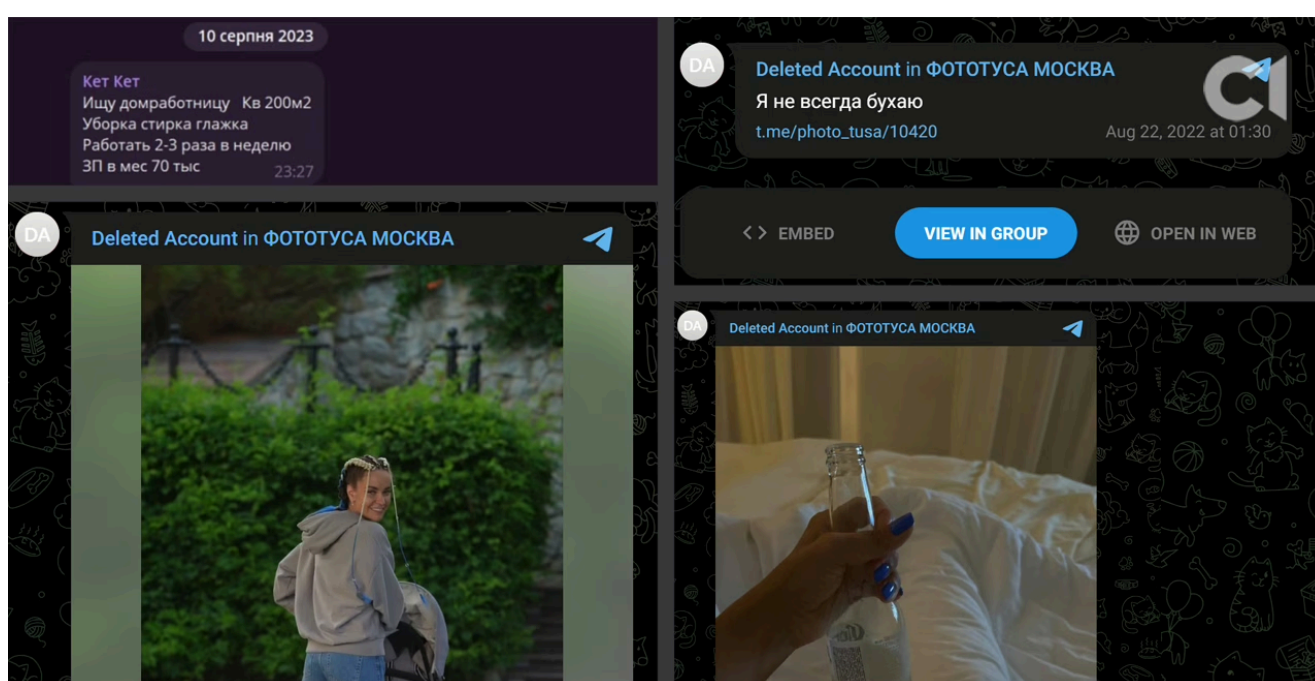 10 серпня 2023
Кет Кет
Ищу домработницу Кв 200м2
Уборка стирка глажка
Работать 2-3 раза в неделю
ЗП в мес 70 тыс
23:27
DA
Deleted Account in ФОТОТУСА МОСКВА
DA
Deleted Account in ФОТОТУСА МОСКВА
Я не всегда бухаю
t.me/photo_tusa/10420 Aug 22, 2022 at 01:30
<> EMBED VIEW IN GROUP OPEN IN WEB
DA
Deleted Account in ФОТОТУСА МОСКВА